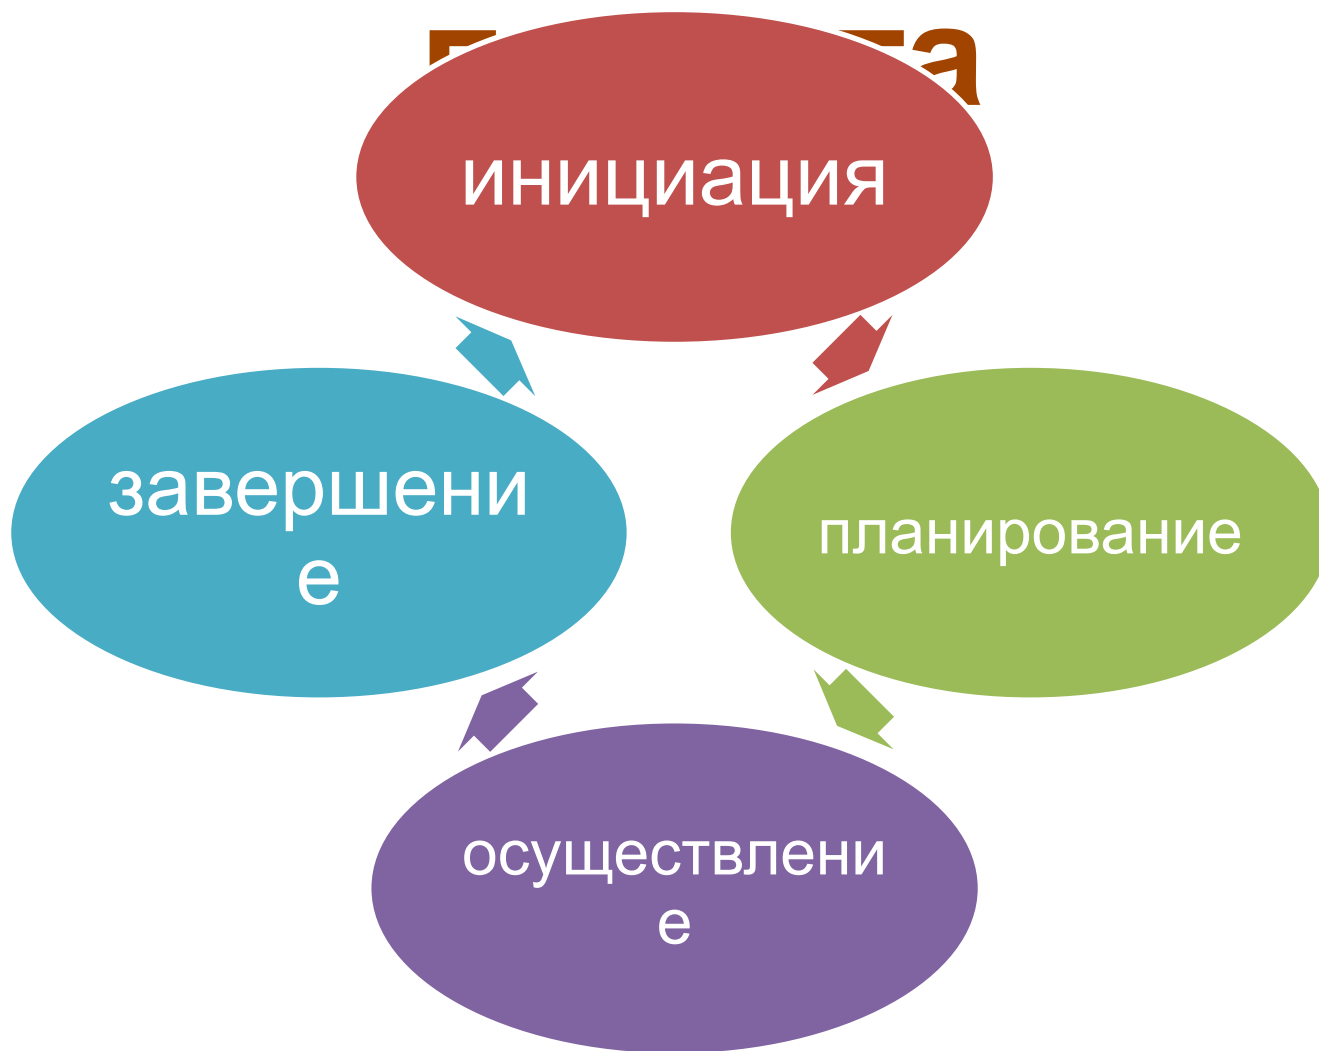 инициация
завершени
е
планирование
осуществлени
е